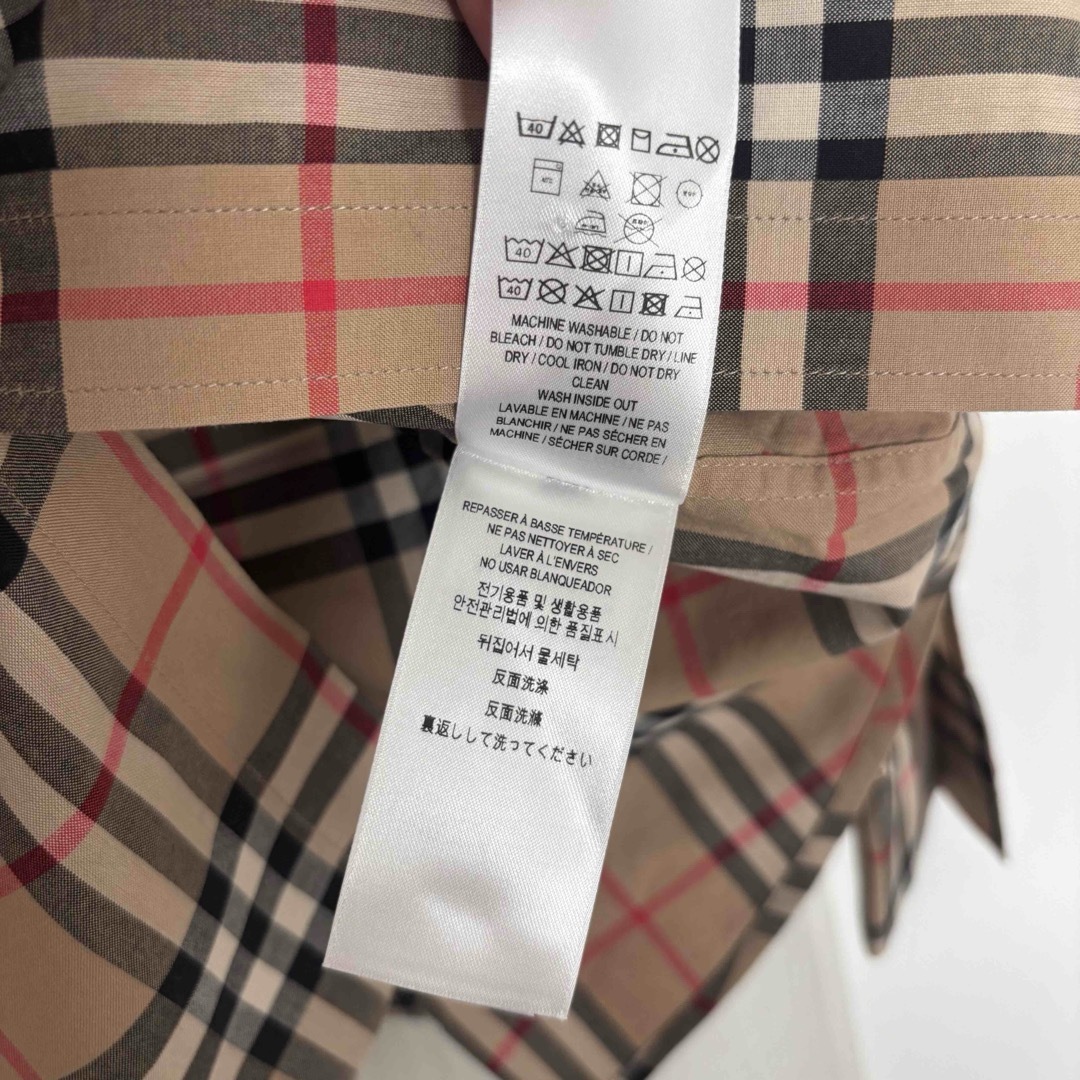 40
40
40
MACHINE WASHABLE / DO NOT
BLEACH / DO NOT TUMBLE DRY / LINE
DRY / COOL IRON / DO NOT DRY
CLEAN
WASH INSIDE OUT
LAVABLE EN MACHINE / NE PAS
BLANCHIR / NE PAS SÉCHER EN
MACHINE / SÉCHER SUR CORDE /
REPASSER À BASSE TEMPÉRATURE /
NE PAS NETTOYER À SEC
LAVER À L'ENVERS
NO USAR BLANQUEADOR
전기용품 및 생활용품
안전관리법에 의한 품질표시
뒤집어서 물세탁
反面洗涤
反面洗滌
裏返しして洗ってください